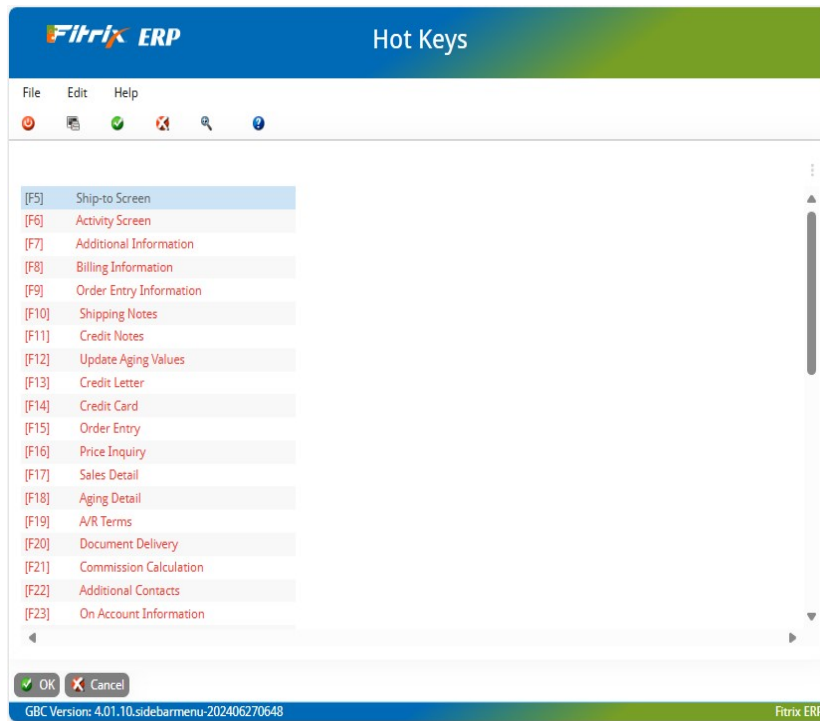 Fitrix ERP
Hot Keys
File Edit Help
[F5] Ship-to Screen
[F6] Activity Screen
[F7] Additional Information
[F8] Billing Information
[F9] Order Entry Information
[F10] Shipping Notes
[F11] Credit Notes
[F12] Update Aging Values
[F13] Credit Letter
[F14] Credit Card
[F15] Order Entry
[F16] Price Inquiry
[F17] Sales Detail
[F18] Aging Detail
[F19] A/R Terms
[F20] Document Delivery
[F21] Commission Calculation
[F22] Additional Contacts
[F23] On Account Information
OK Cancel
GBC Version: 4.01.10.sidebarmenu-202406270648 Fitrix ERP